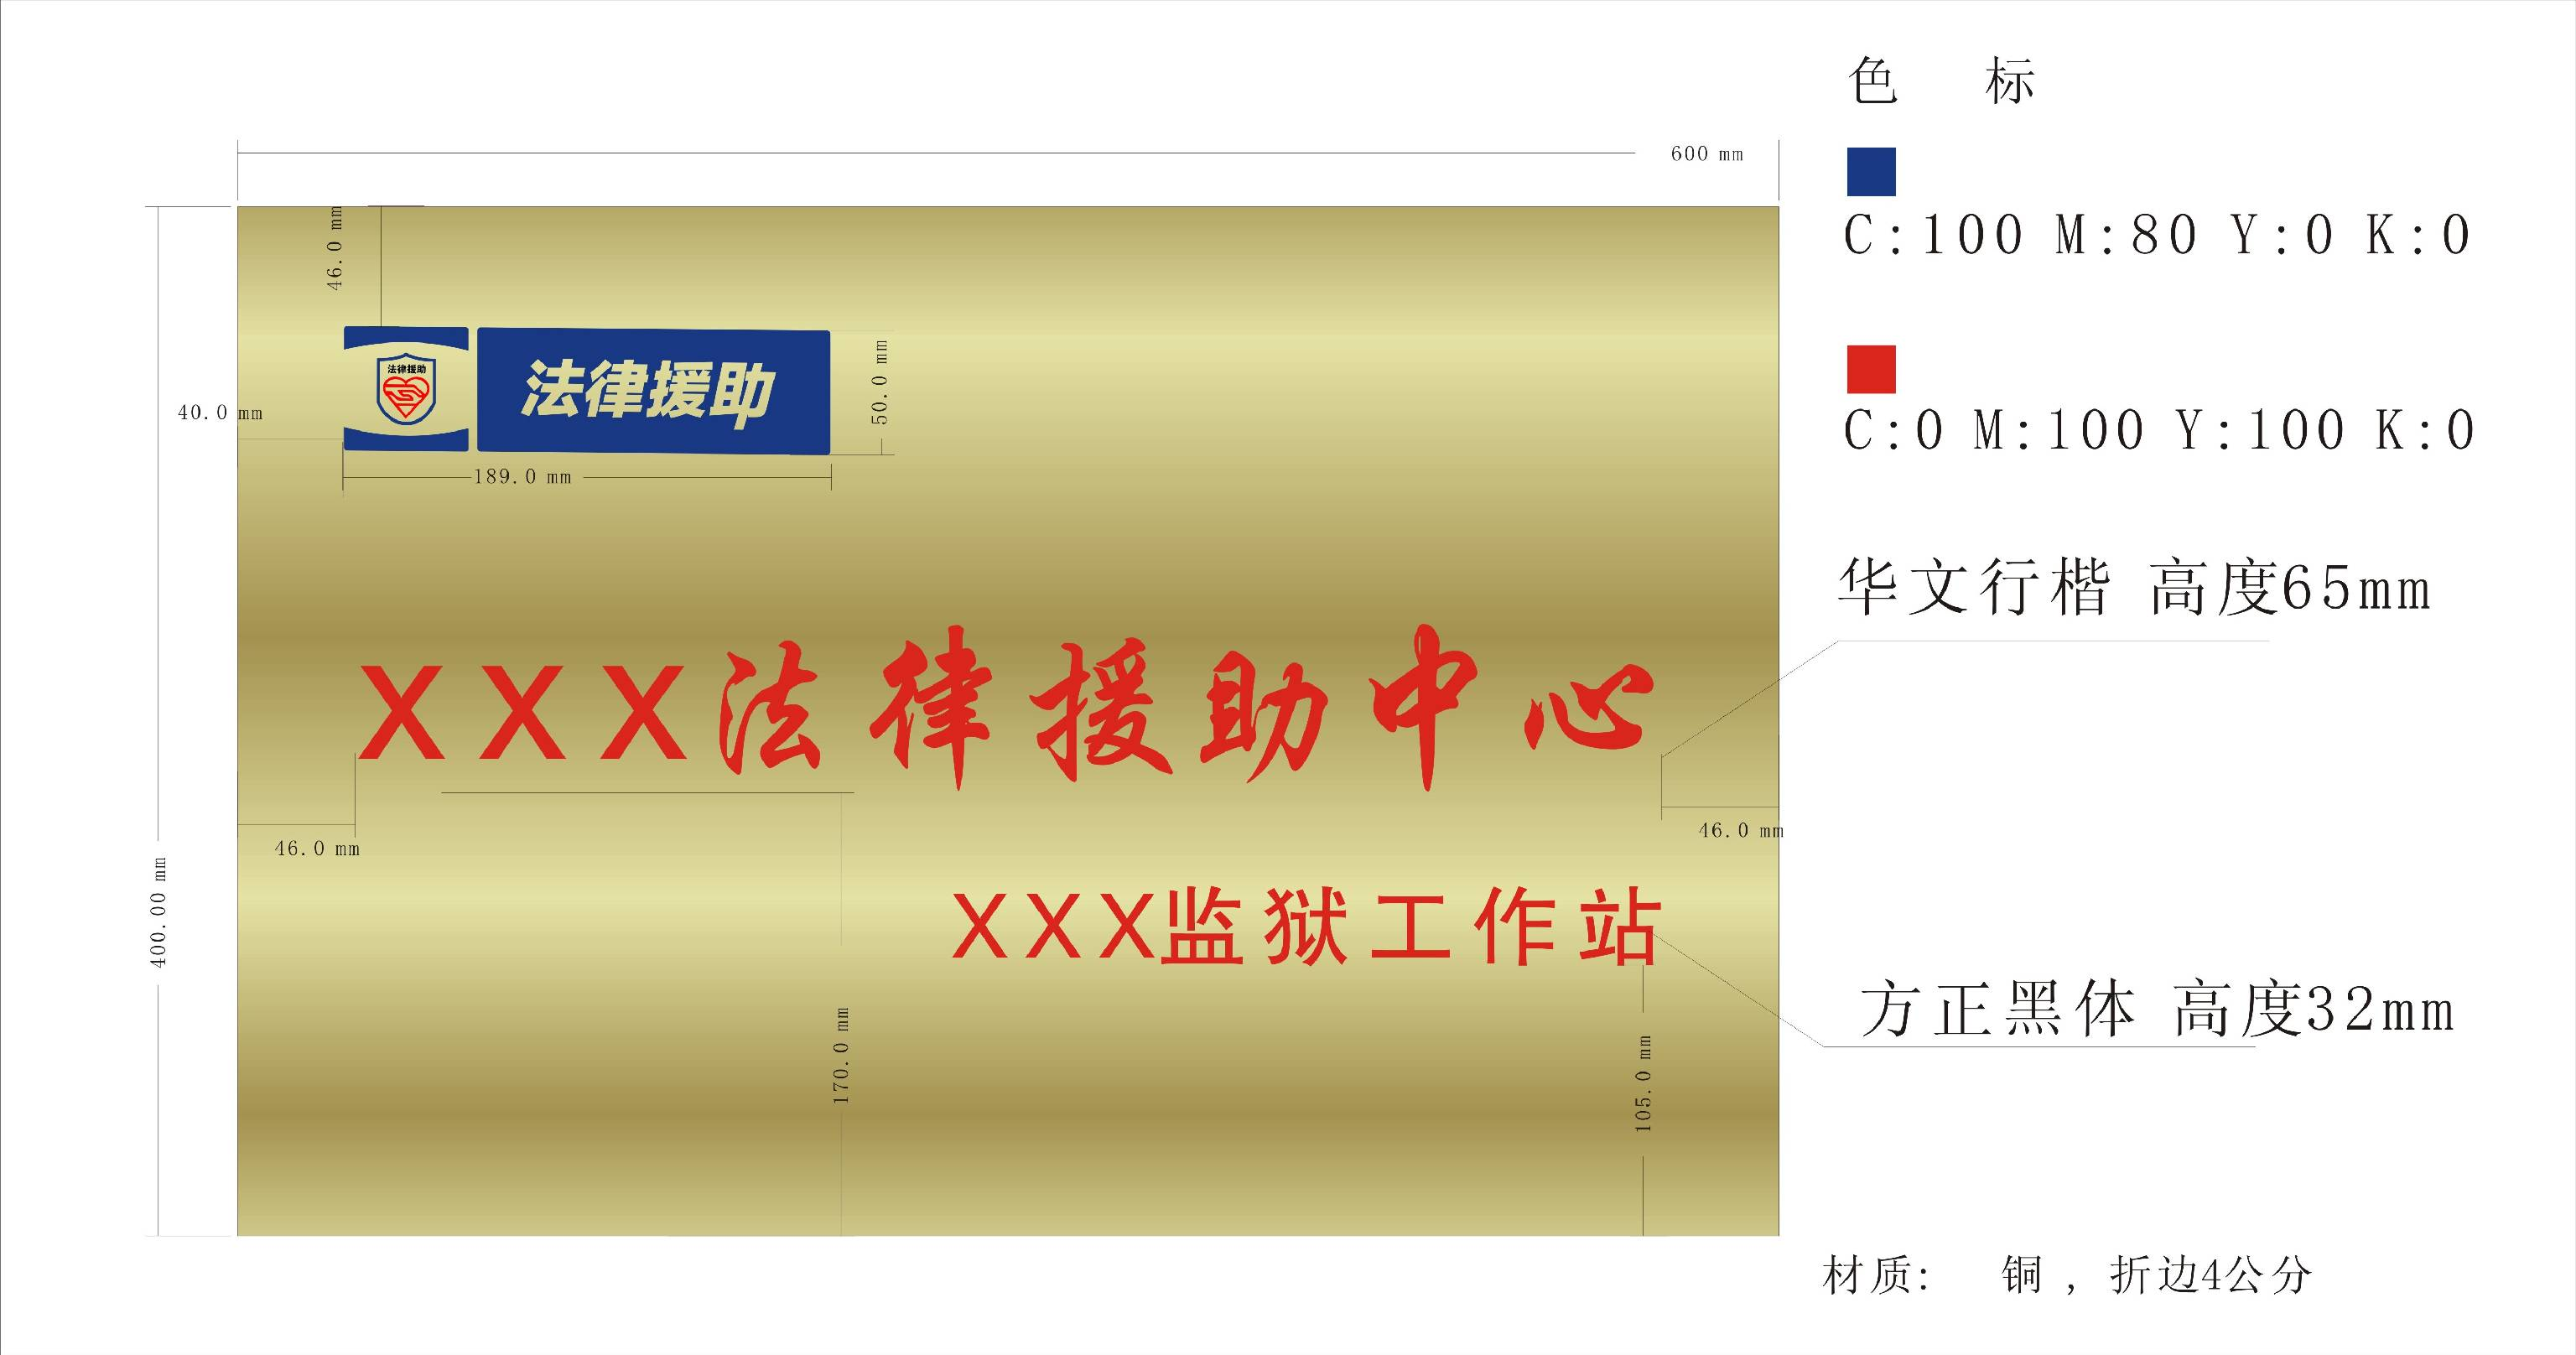 色 标
600 mm
C:100 M:80 Y:0 K:0
46.0 mm
法律援助
法律援助
50.0 mm
40.0 mm
189.0 mm
C:0 M:100 Y:100 K:0
华文行楷 高度65mm
XXX法律援助中心
46.0 mm
46.0 mm
400.00 mm
XXX监狱工作站
方正黑体 高度32mm
170.0 mm
105.0 mm
材质: 铜，折边4公分